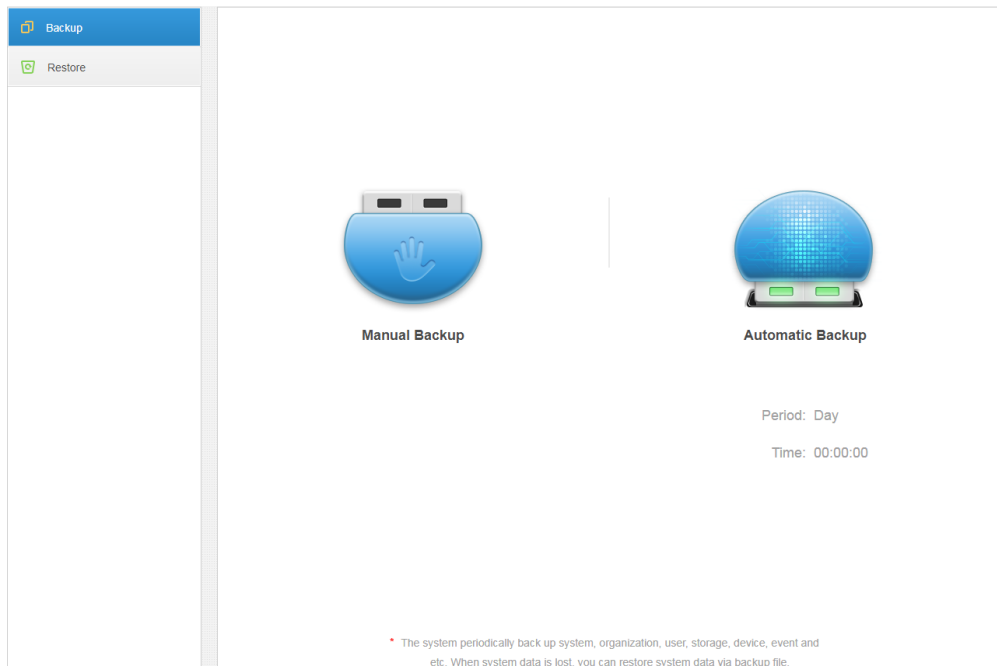 Backup
Restore
Manual Backup
Automatic Backup
Period: Day
Time: 00:00:00
* The system periodically back up system, organization, user, storage, device, event and
etc. When system data is lost, you can restore system data via backup file.